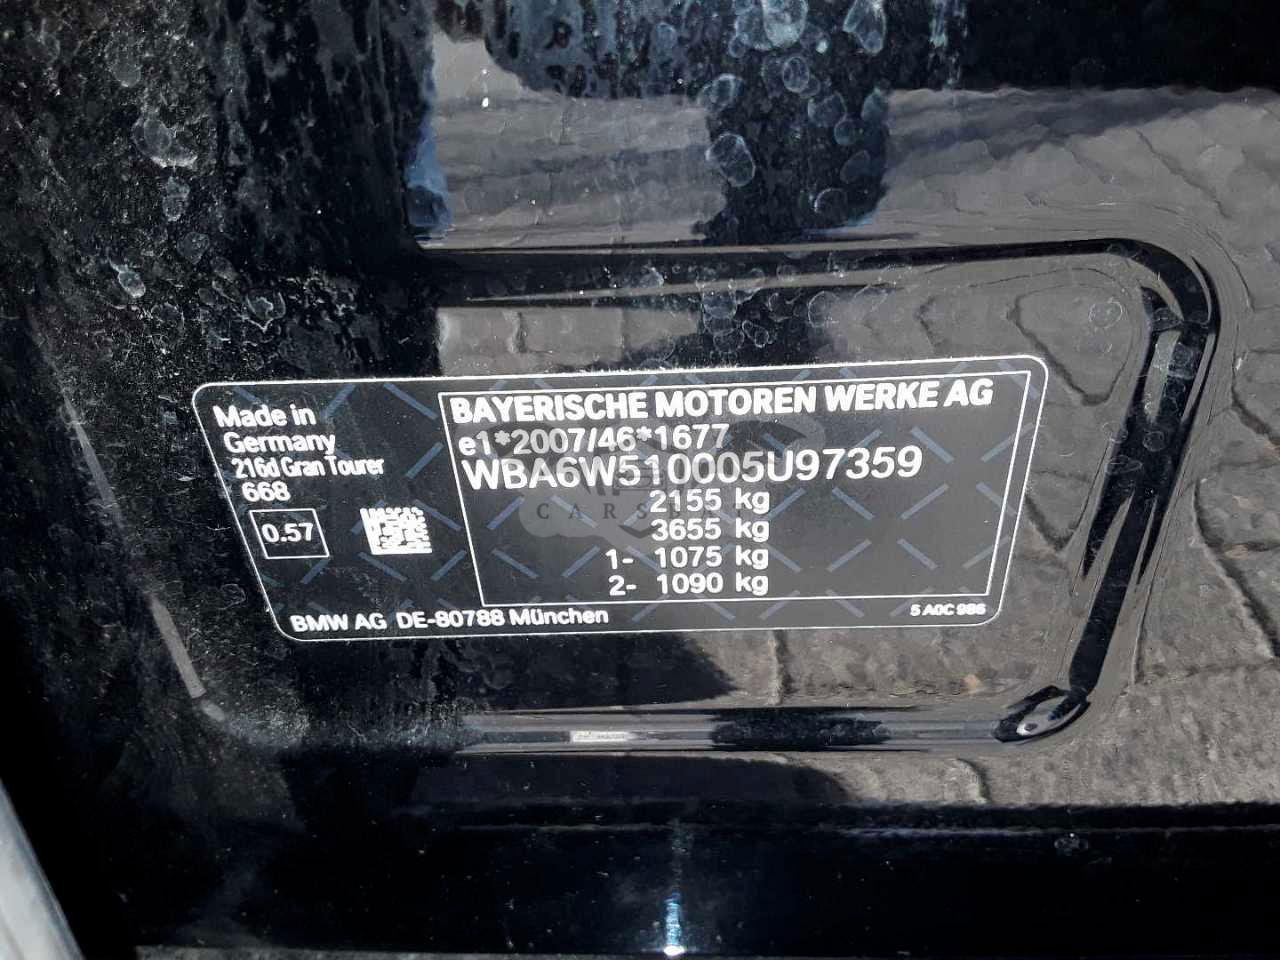 Made in
Germany
216d Gran Tourer
668
0.57
BAYERISCHE MOTOREN WERKE AG
e1*2007/46*1677
WBA6W510005U97359
2155 kg
3655 kg
1- 1075 kg
2- 1090 kg
BMW AG DE-80788 München
5 A0C 986